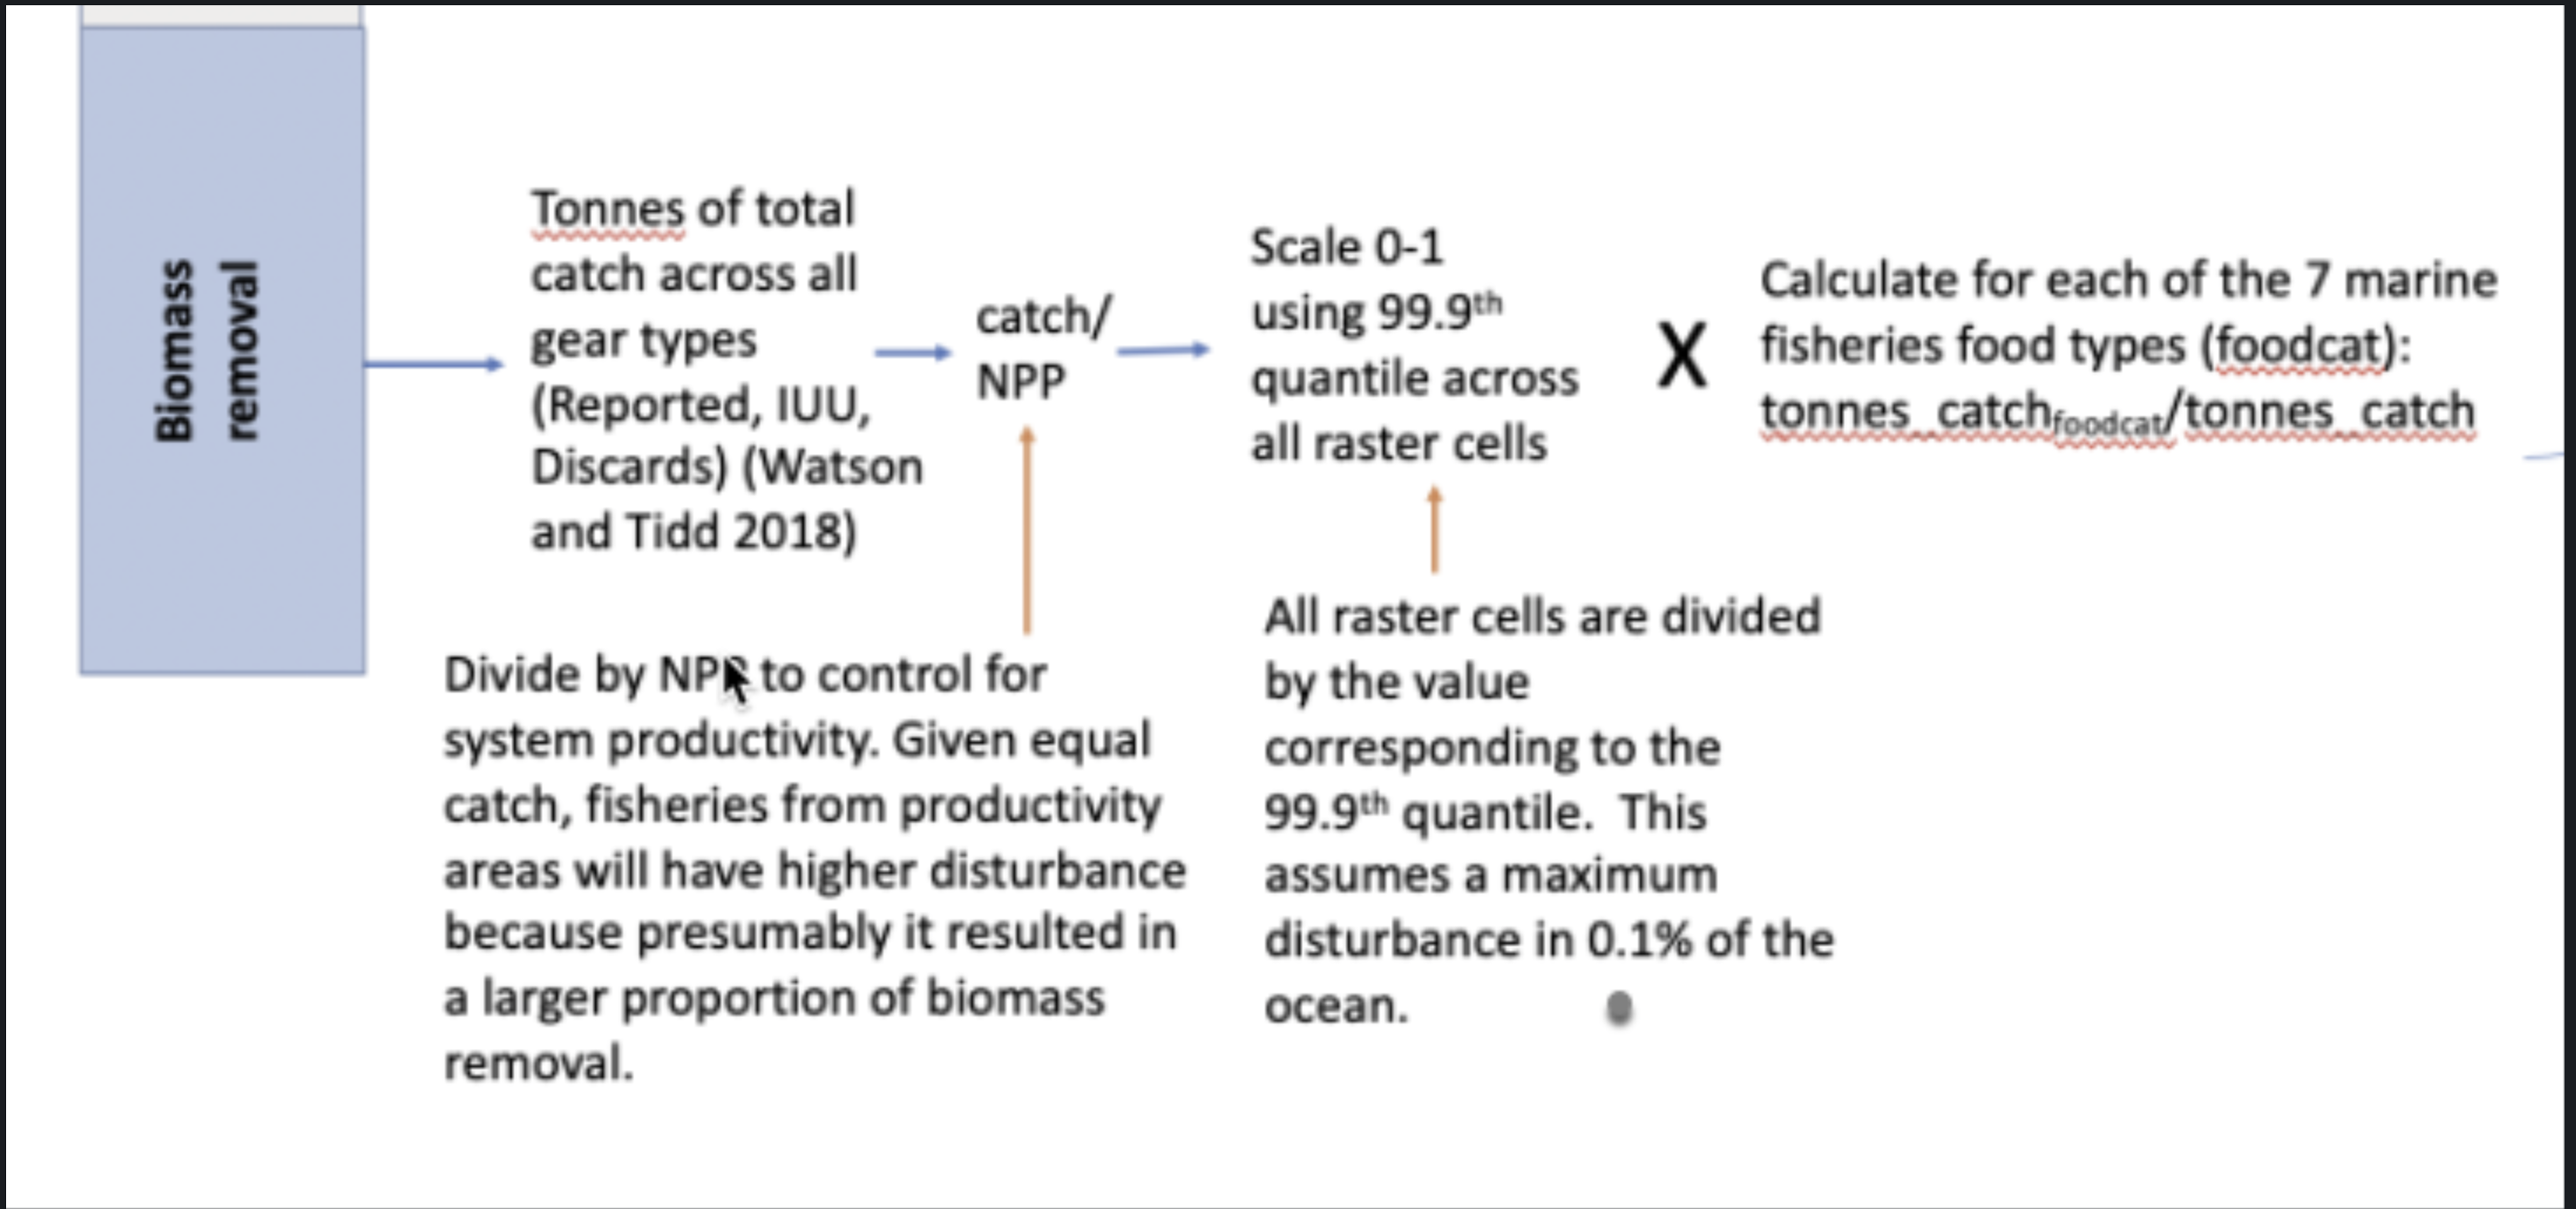 Biomass
removal
Tonnes of total
catch across all
gear types
(Reported, IUU,
Discards) (Watson
and Tidd 2018)
catch/
NPP
Scale 0-1
using 99.9th
quantile across
all raster cells
X
Calculate for each of the 7 marine
fisheries food types (foodcat):
tonnes_catchfoodcat/tonnes_catch
Divide by NPP to control for
system productivity. Given equal
catch, fisheries from productivity
areas will have higher disturbance
because presumably it resulted in
a larger proportion of biomass
removal.
All raster cells are divided
by the value
corresponding to the
99.9th quantile.  This
assumes a maximum
disturbance in 0.1% of the
ocean.